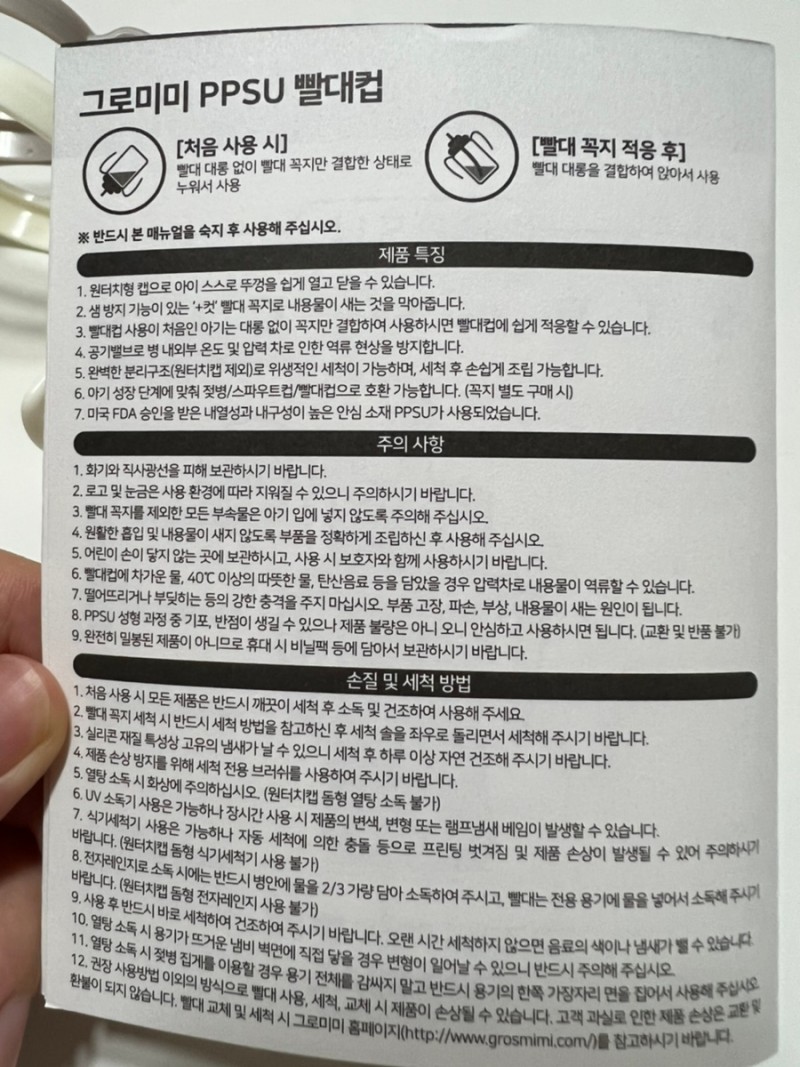 그로미미 PPSU 빨대컵
[처음 사용 시]
빨대 대롱 없이 빨대 꼭지만 결합한 상태로
누워서 사용
[빨대 꼭지 적응 후]
빨대 대롱을 결합하여 앉아서 사용
※ 반드시 본 매뉴얼을 숙지 후 사용해 주십시오.
제품 특징
1. 원터치형 캡으로 아이 스스로 뚜껑을 쉽게 열고 닫을 수 있습니다.
2. 샘 방지 기능이 있는 '+컷' 빨대 꼭지로 내용물이 새는 것을 막아줍니다.
3. 빨대컵 사용이 처음인 아기는 대롱 없이 꼭지만 결합하여 사용하시면 빨대컵에 쉽게 적응할 수 있습니다.
4. 공기밸브로 병 내외부 온도 및 압력 차로 인한 역류 현상을 방지합니다.
5. 완벽한 분리구조(원터치캡 제외)로 위생적인 세척이 가능하며, 세척 후 손쉽게 조립 가능합니다.
6. 아기 성장 단계에 맞춰 젖병/스파우트컵/빨대컵으로 호환 가능합니다. (꼭지 별도 구매 시)
7. 미국 FDA 승인을 받은 내열성과 내구성이 높은 안심 소재 PPSU가 사용되었습니다.
주의 사항
1. 화기와 직사광선을 피해 보관하시기 바랍니다.
2. 로고 및 눈금은 사용 환경에 따라 지워질 수 있으니 주의하시기 바랍니다.
3. 빨대 꼭지를 제외한 모든 부속물은 아기 입에 넣지 않도록 주의해 주십시오.
4. 원활한 흡입 및 내용물이 새지 않도록 부품을 정확하게 조립하신 후 사용해 주십시오.
5. 어린이 손이 닿지 않는 곳에 보관하시고, 사용 시 보호자와 함께 사용하시기 바랍니다.
6. 빨대컵에 차가운 물, 40℃ 이상의 따뜻한 물, 탄산음료 등을 담았을 경우 압력차로 내용물이 역류할 수 있습니다.
7. 떨어뜨리거나 부딪히는 등의 강한 충격을 주지 마십시오. 부품 고장, 파손, 부상, 내용물이 새는 원인이 됩니다.
8. PPSU 성형 과정 중 기포, 반점이 생길 수 있으나 제품 불량은 아니 오니 안심하고 사용하시면 됩니다. (교환 및 반품 불가)
9. 완전히 밀봉된 제품이 아니므로 휴대 시 비닐팩 등에 담아서 보관하시기 바랍니다.
손질 및 세척 방법
1. 처음 사용 시 모든 제품은 반드시 깨끗이 세척 후 소독 및 건조하여 사용해 주세요.
2. 빨대 꼭지 세척 시 반드시 세척 방법을 참고하신 후 세척 솔을 좌우로 돌리면서 세척해 주시기 바랍니다.
3. 실리콘 재질 특성상 고유의 냄새가 날 수 있으니 세척 후 하루 이상 자연 건조해 주시기 바랍니다.
4. 제품 손상 방지를 위해 세척 전용 브러쉬를 사용하여 주시기 바랍니다.
5. 열탕 소독 시 화상에 주의하십시오. (원터치캡 돔형 열탕 소독 불가)
6. UV 소독기 사용은 가능하나 장시간 사용 시 제품의 변색, 변형 또는 램프냄새 베임이 발생할 수 있습니다.
7. 식기세척기 사용은 가능하나 자동 세척에 의한 충돌 등으로 프린팅 벗겨짐 및 제품 손상이 발생될 수 있어 주의하시기
바랍니다. (원터치캡 돔형 식기세척기 사용 불가)
8. 전자레인지로 소독 시에는 반드시 병안에 물을 2/3 가량 담아 소독하여 주시고, 빨대는 전용 용기에 물을 넣어서 소독해 주시기
바랍니다. (원터치캡 돔형 전자레인지 사용 불가)
9. 사용 후 반드시 바로 세척하여 건조하여 주시기 바랍니다. 오랜 시간 세척하지 않으면 음료의 색이나 냄새가 밸 수 있습니다.
10. 열탕 소독 시 용기가 뜨거운 냄비 벽면에 직접 닿을 경우 변형이 일어날 수 있으니 반드시 주의해 주십시오.
11. 열탕 소독 시 젖병 집게를 이용할 경우 용기 전체를 감싸지 말고 반드시 용기의 한쪽 가장자리 면을 집어서 사용해 주십시오.
12. 권장 사용방법 이외의 방식으로 빨대 사용, 세척, 교체 시 제품이 손상될 수 있습니다. 고객 과실로 인한 제품 손상은 교환 및
환불이 되지 않습니다. 빨대 교체 및 세척 시 그로미미 홈페이지(http://www.grosmimi.com/)를 참고하시기 바랍니다.